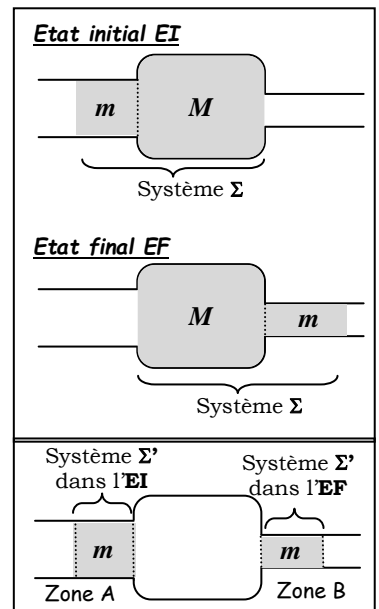 Etat initial EI
m
M
Système Σ
Etat final EF
M
m
Système Σ
Système Σ’
dans l’EI
Système Σ’
dans l’EF
m
m
Zone A
Zone B